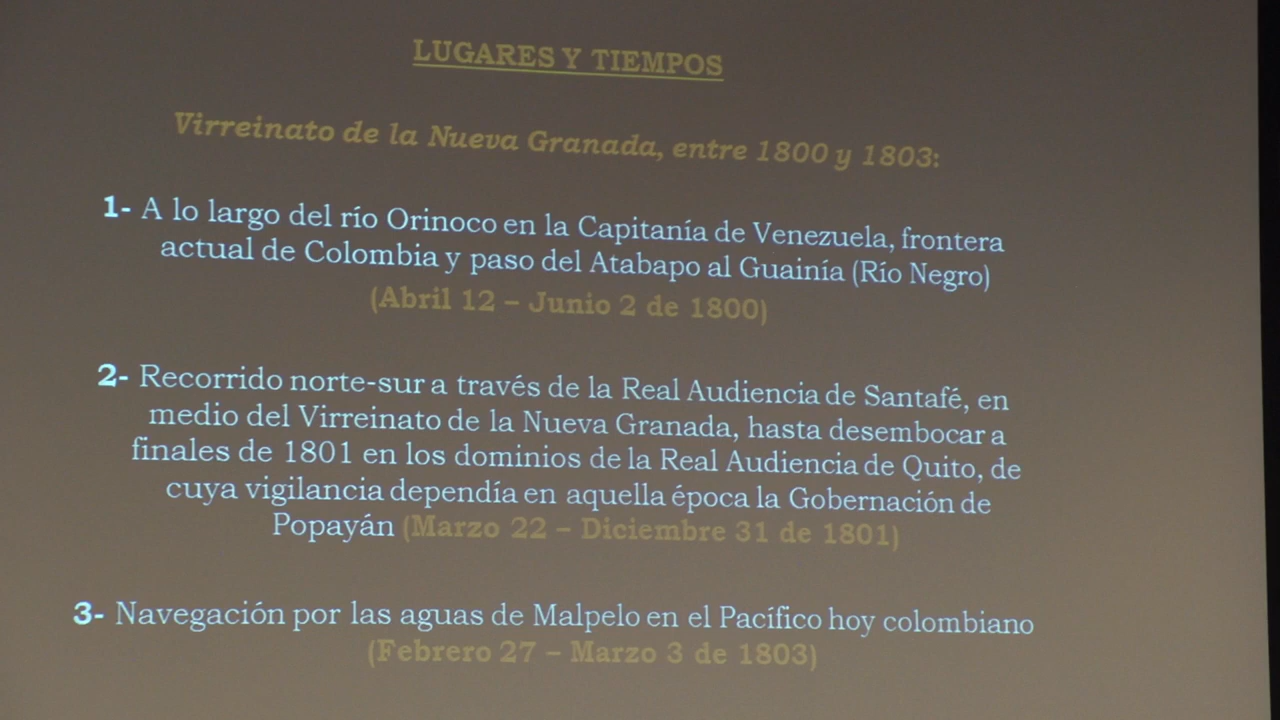 LUGARES Y TIEMPOS
Virreinato de la Nueva Granada, entre 1800 y 1803:
1- A lo largo del río Orinoco en la Capitanía de Venezuela, frontera
actual de Colombia y paso del Atabapo al Guainía (Río Negro)
(Abril 12 – Junio 2 de 1800)
2- Recorrido norte-sur a través de la Real Audiencia de Santafé, en
medio del Virreinato de la Nueva Granada, hasta desembocar a
finales de 1801 en los dominios de la Real Audiencia de Quito, de
cuya vigilancia dependía en aquella época la Gobernación de
Popayán (Marzo 22 – Diciembre 31 de 1801)
3- Navegación por las aguas de Malpelo en el Pacífico hoy colombiano
(Febrero 27 – Marzo 3 de 1803)